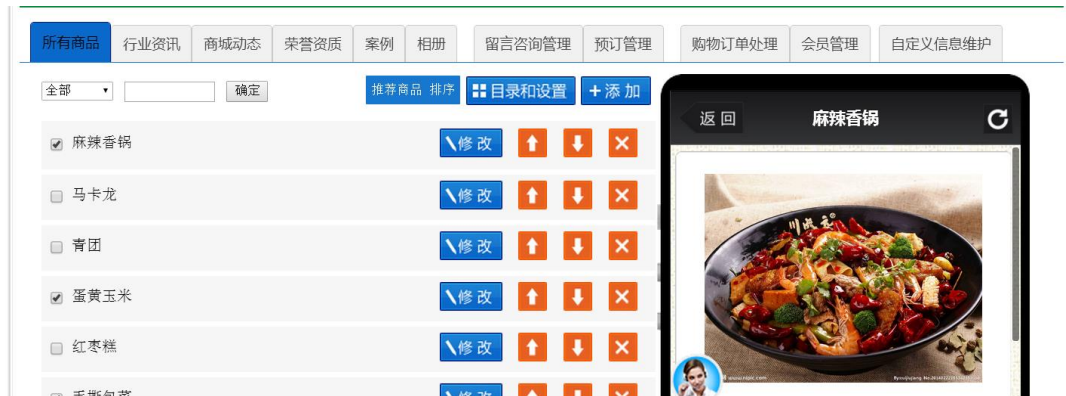 所有商品 行业资讯 商城动态 荣誉资质 案例 相册 留言咨询管理 预订管理 购物订单处理 会员管理 自定义信息维护
全部 确定 推荐商品 排序 目录和设置 +添加
麻辣香锅 修改
马卡龙 修改
青团 修改
蛋黄玉米 修改
红枣糕 修改
手撕包菜 修改
返回 麻辣香锅